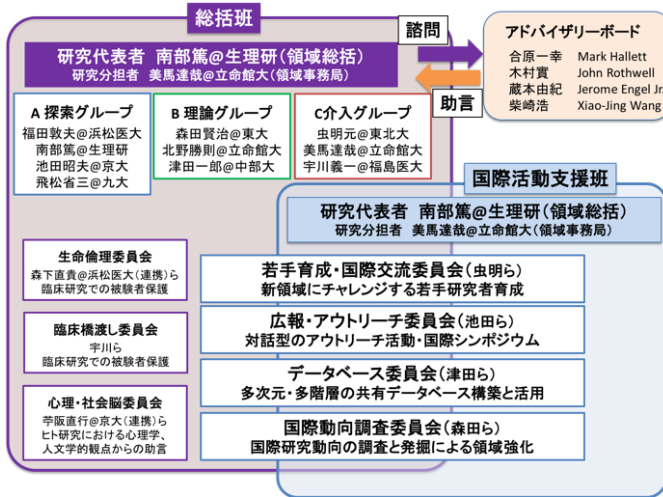 総括班
研究代表者 南部篤@生理研(領域総括)
研究分担者 美馬達哉@立命館大(領域事務局)
諮問
助言
アドバイザリーボード
合原一幸 Mark Hallett
木村實 John Rothwell
蔵本由紀 Jerome Engel Jr.
柴崎浩 Xiao-Jing Wang
A 探索グループ
福田敦夫@浜松医大
南部篤@生理研
池田昭夫@京大
飛松省三@九大
B 理論グループ
森田賢治@東大
北野勝則@立命館大
津田一郎@中部大
C介入グループ
虫明元@東北大
美馬達哉@立命館大
宇川義一@福島医大
国際活動支援班
研究代表者 南部篤@生理研(領域総括)
研究分担者 美馬達哉@立命館大(領域事務局)
生命倫理委員会
森下直貴@浜松医大(連携)ら
臨床研究での被験者保護
臨床橋渡し委員会
宇川ら
臨床研究での被験者保護
心理・社会脳委員会
苧阪直行@京大(連携)ら
ヒト研究における心理学、
人文学的観点からの助言
若手育成・国際交流委員会(虫明ら)
新領域にチャレンジする若手研究者育成
広報・アウトリーチ委員会(池田ら)
対話型のアウトリーチ活動・国際シンポジウム
データベース委員会(津田ら)
多次元・多階層の共有データベース構築と活用
国際動向調査委員会(森田ら)
国際研究動向の調査と発掘による領域強化